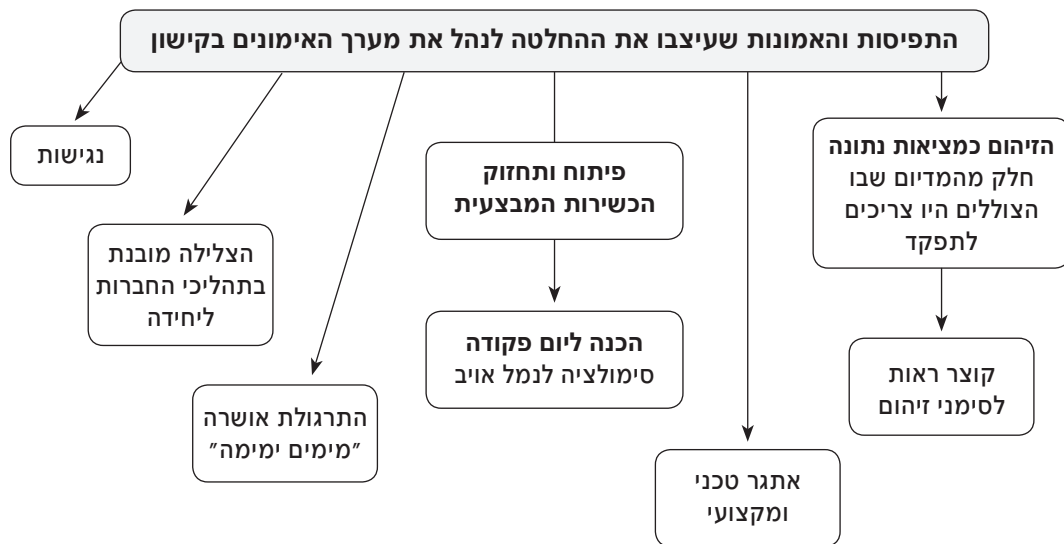 התפיסות והאמונות שעיצבו את ההחלטה לנהל את מערך האימונים בקישון
הזיהום כמציאות נתונה
חלק מהמדיום שבו
הצוללים היו צריכים
לתפקד
קוצר ראות
לסימני זיהום
אתגר טכני
ומקצועי
פיתוח ותחזוק
הכשירות המבצעית
הכנה ליום פקודה
סימולציה לנמל אויב
התרגולת אושרה
"מימים ימימה"
הצלילה מובנת
בתהליכי החברות
ליחידה
נגישות